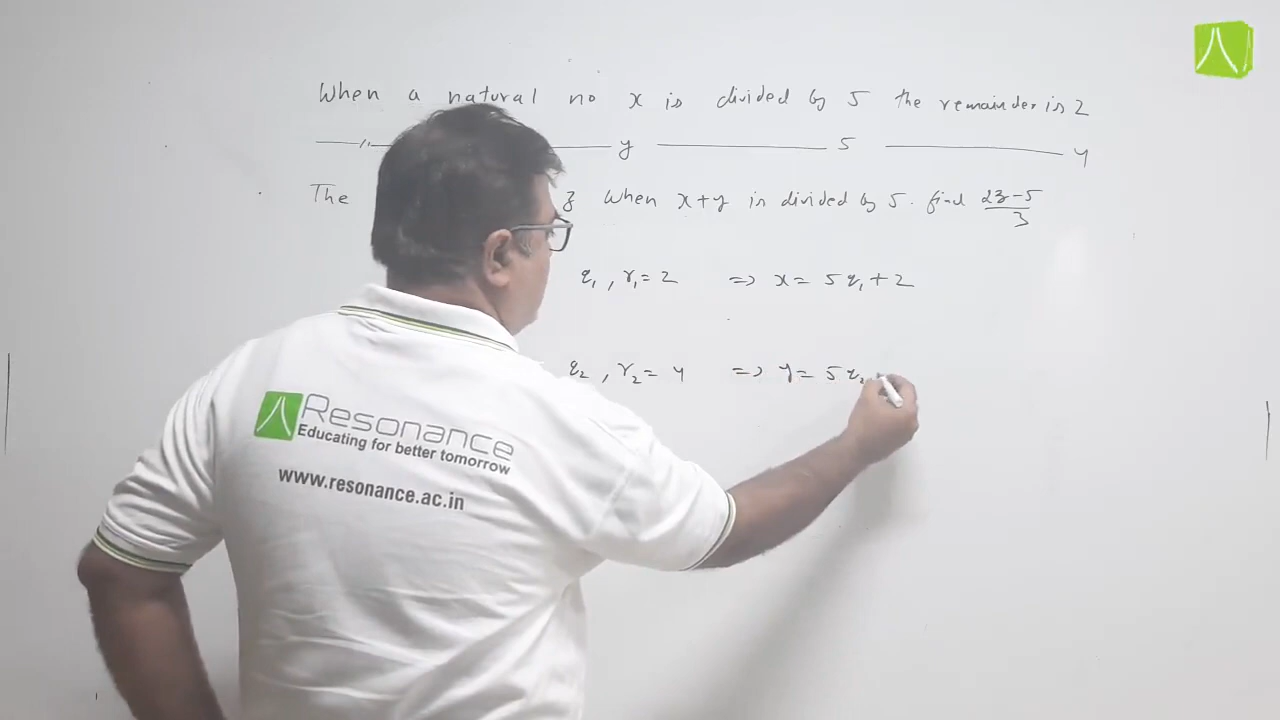 When a natural no x is divided by 5 the remainder is 2
—〃— y ——— 5 ——— 4
The z when x+y is divided by 5. find (2z-5)/3
q₁, r₁ = 2 => x = 5q₁ + 2
q₂, r₂ = 4 => y = 5q₂
Resonance
Educating for better tomorrow
www.resonance.ac.in